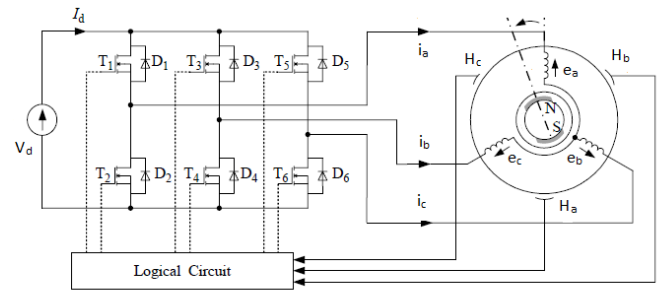 I_d
T_1 D_1 T_3 D_3 T_5 D_5
i_a
H_c
H_b
e_a
N
S
V_d
i_b
e_c
e_b
T_2 D_2 T_4 D_4 T_6 D_6
i_c
H_a
Logical Circuit